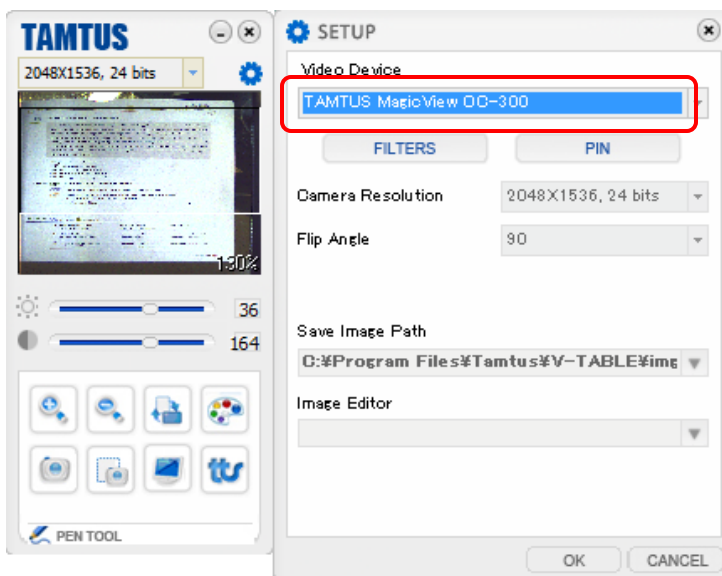 TAMTUS
2048X1536, 24 bits
130%
36
164
tts
PEN TOOL
SETUP
Video Device
TAMTUS MagicView OC-300
FILTERS
PIN
Camera Resolution
2048X1536, 24 bits
Flip Angle
90
Save Image Path
C:¥Program Files¥Tamtus¥V-TABLE¥img
Image Editor
OK
CANCEL